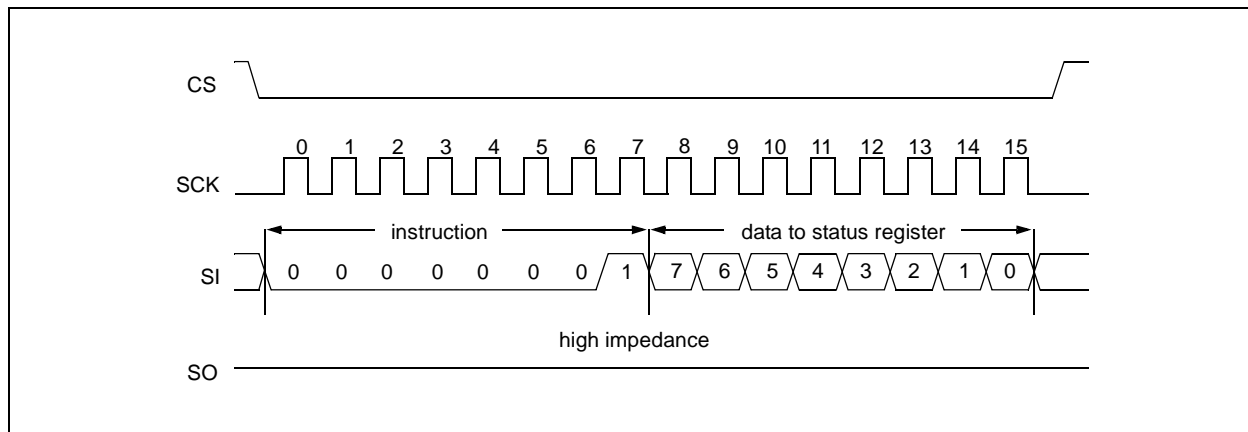 CS
0 1 2 3 4 5 6 7 8 9 10 11 12 13 14 15
SCK
instruction data to status register
SI 0 0 0 0 0 0 0 1 7 6 5 4 3 2 1 0
high impedance
SO